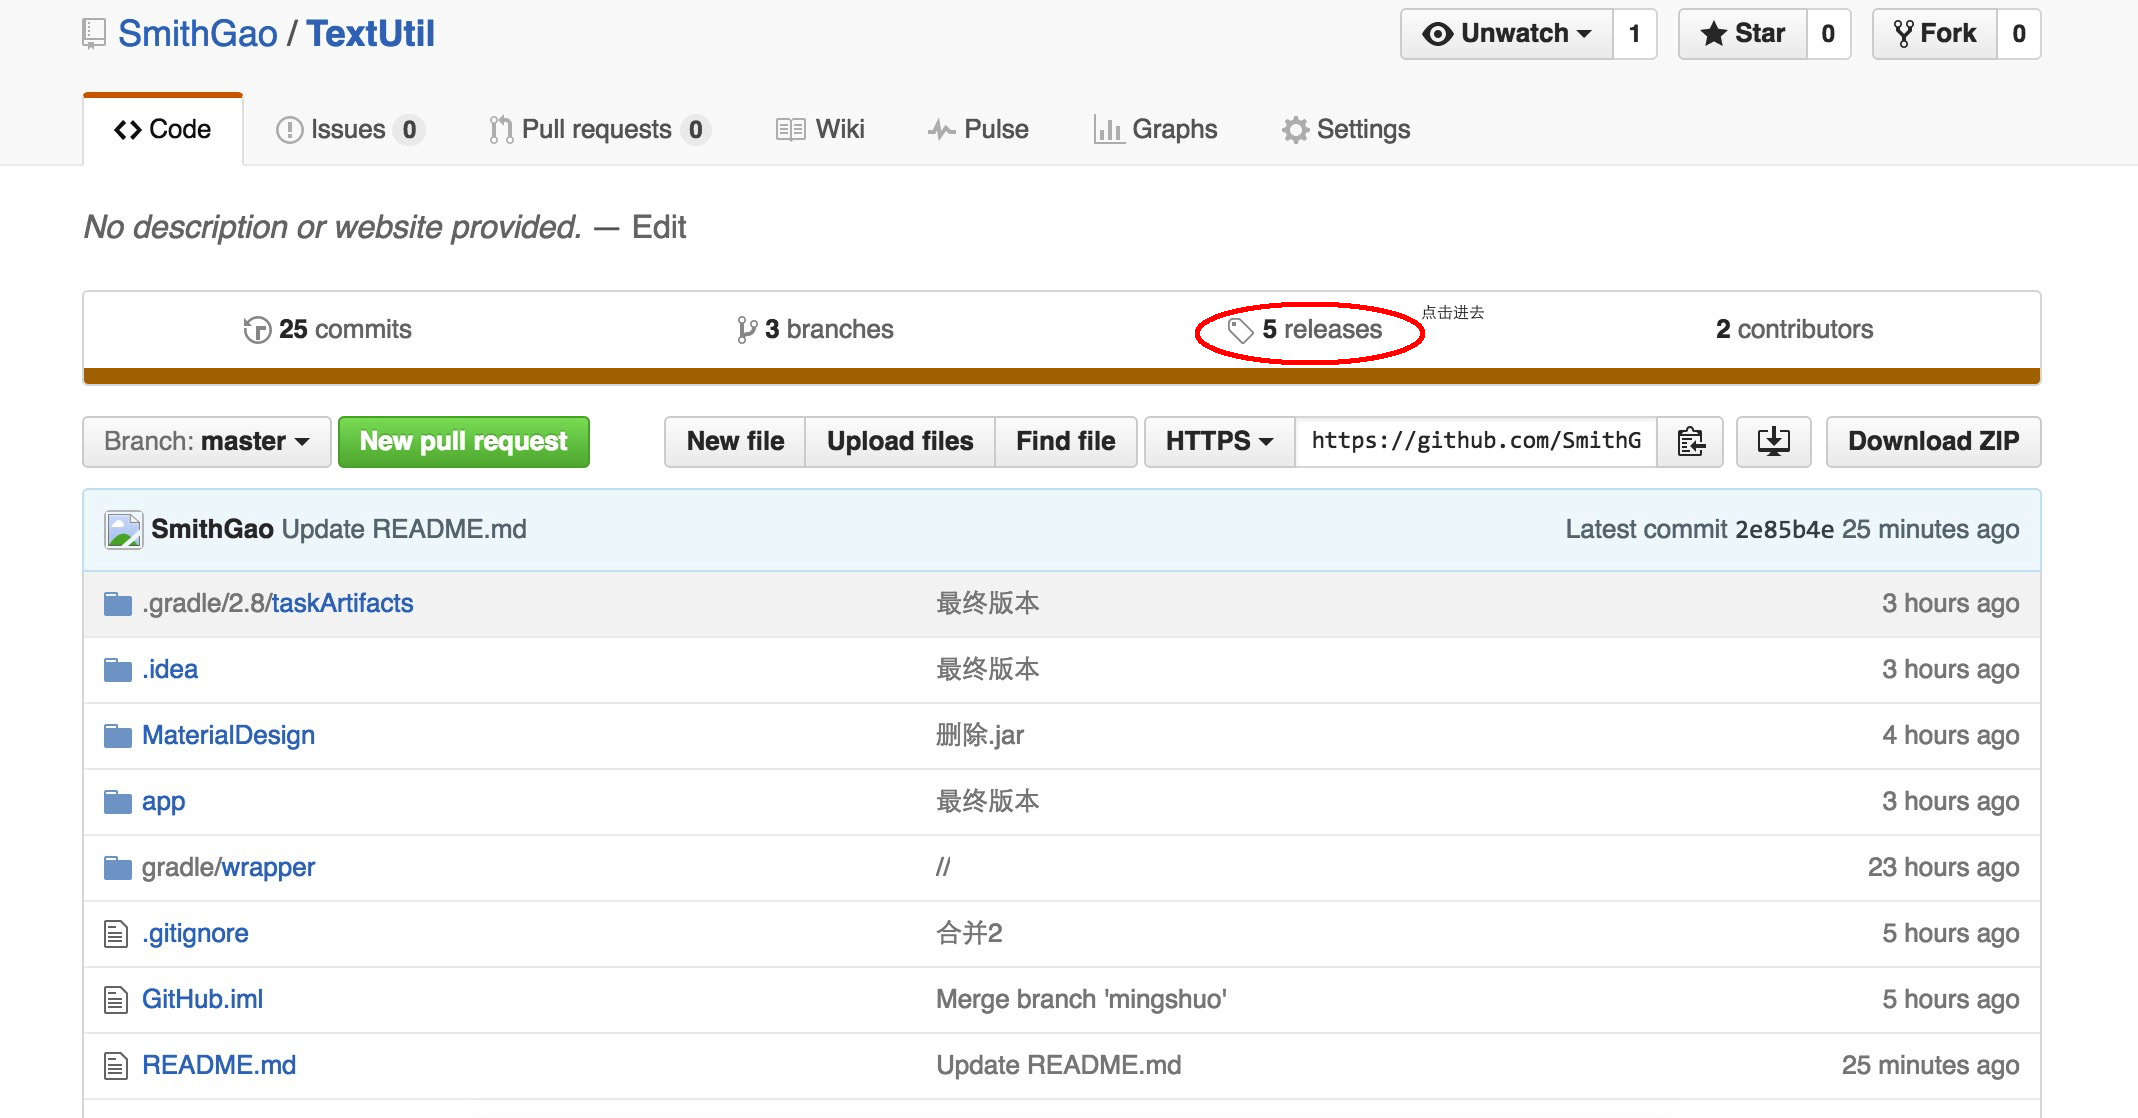 SmithGao / TextUtil
Unwatch 1 Star 0 Fork 0
Code Issues 0 Pull requests 0 Wiki Pulse Graphs Settings
No description or website provided. — Edit
25 commits 3 branches 5 releases 点击进去 2 contributors
Branch: master New pull request New file Upload files Find file HTTPS https://github.com/SmithG Download ZIP
SmithGao Update README.md Latest commit 2e85b4e 25 minutes ago
.gradle/2.8/taskArtifacts 最终版本 3 hours ago
.idea 最终版本 3 hours ago
MaterialDesign 删除.jar 4 hours ago
app 最终版本 3 hours ago
gradle/wrapper // 23 hours ago
.gitignore 合并2 5 hours ago
GitHub.iml Merge branch 'mingshuo' 5 hours ago
README.md Update README.md 25 minutes ago